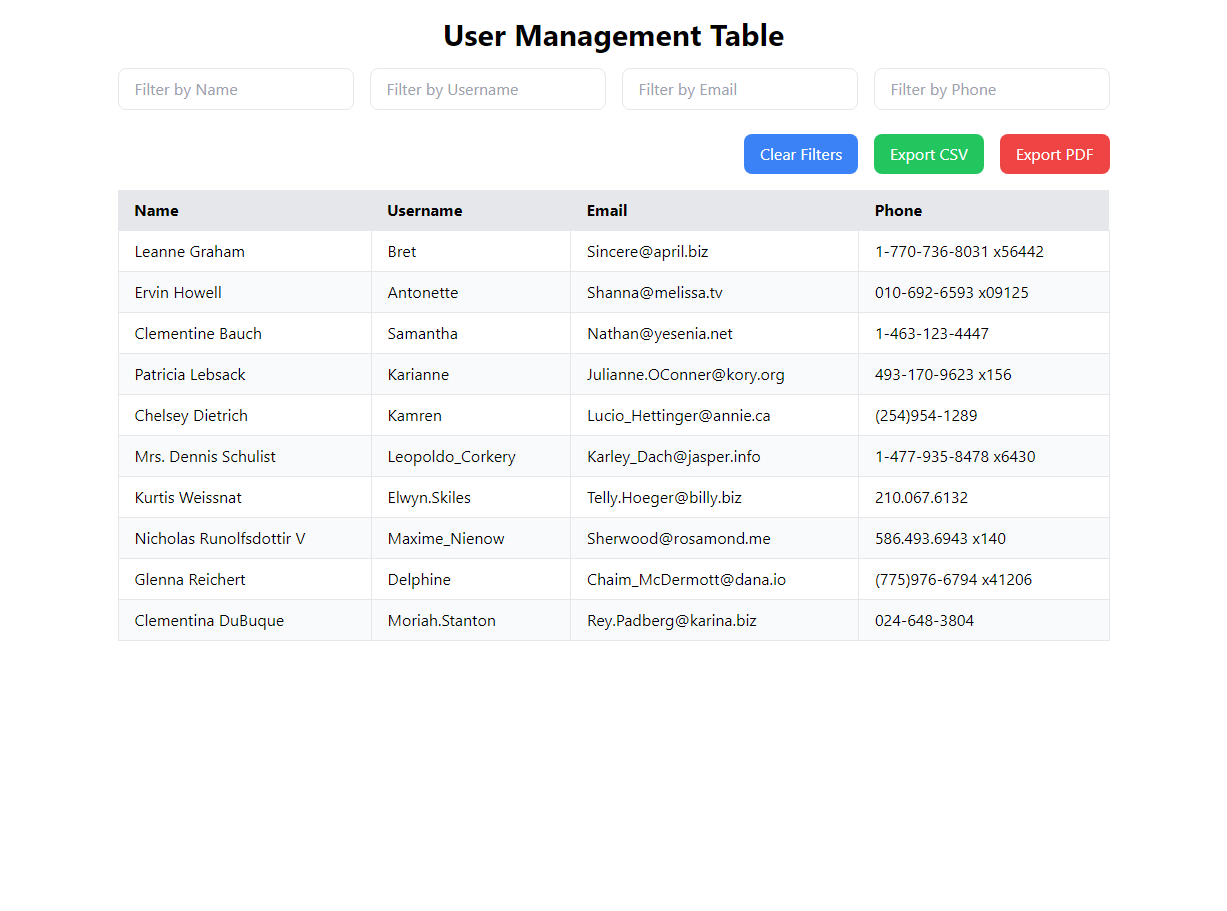 User Management Table
Filter by Name Filter by Username Filter by Email Filter by Phone
Clear Filters Export CSV Export PDF
Name Username Email Phone
Leanne Graham Bret Sincere@april.biz 1-770-736-8031 x56442
Ervin Howell Antonette Shanna@melissa.tv 010-692-6593 x09125
Clementine Bauch Samantha Nathan@yesenia.net 1-463-123-4447
Patricia Lebsack Karianne Julianne.OConner@kory.org 493-170-9623 x156
Chelsey Dietrich Kamren Lucio_Hettinger@annie.ca (254)954-1289
Mrs. Dennis Schulist Leopoldo_Corkery Karley_Dach@jasper.info 1-477-935-8478 x6430
Kurtis Weissnat Elwyn.Skiles Telly.Hoeger@billy.biz 210.067.6132
Nicholas Runolfsdottir V Maxime_Nienow Sherwood@rosamond.me 586.493.6943 x140
Glenna Reichert Delphine Chaim_McDermott@dana.io (775)976-6794 x41206
Clementina DuBuque Moriah.Stanton Rey.Padberg@karina.biz 024-648-3804